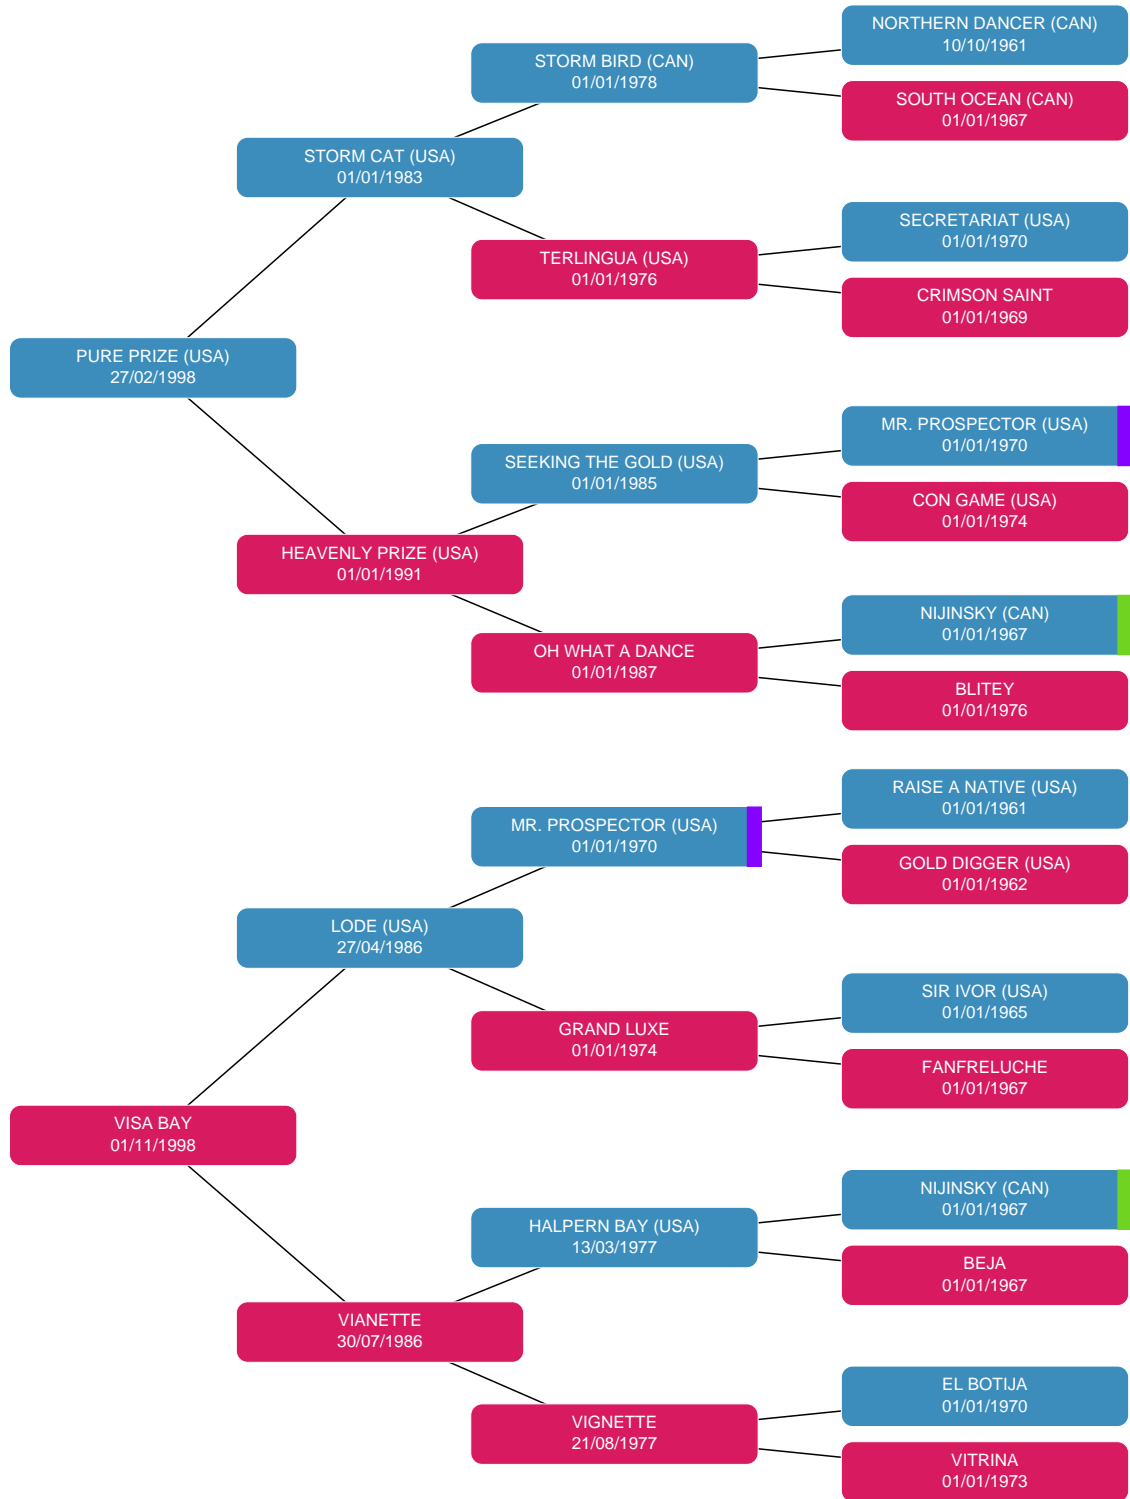 NORTHERN DANCER (CAN)
10/10/1961
STORM BIRD (CAN)
01/01/1978
SOUTH OCEAN (CAN)
01/01/1967
STORM CAT (USA)
01/01/1983
SECRETARIAT (USA)
01/01/1970
TERLINGUA (USA)
01/01/1976
CRIMSON SAINT
01/01/1969
PURE PRIZE (USA)
27/02/1998
MR. PROSPECTOR (USA)
01/01/1970
SEEKING THE GOLD (USA)
01/01/1985
CON GAME (USA)
01/01/1974
HEAVENLY PRIZE (USA)
01/01/1991
NIJINSKY (CAN)
01/01/1967
OH WHAT A DANCE
01/01/1987
BLITEY
01/01/1976
RAISE A NATIVE (USA)
01/01/1961
MR. PROSPECTOR (USA)
01/01/1970
GOLD DIGGER (USA)
01/01/1962
LODE (USA)
27/04/1986
SIR IVOR (USA)
01/01/1965
GRAND LUXE
01/01/1974
FANFRELUCHE
01/01/1967
VISA BAY
01/11/1998
NIJINSKY (CAN)
01/01/1967
HALPERN BAY (USA)
13/03/1977
BEJA
01/01/1967
VIANETTE
30/07/1986
EL BOTIJA
01/01/1970
VIGNETTE
21/08/1977
VITRINA
01/01/1973